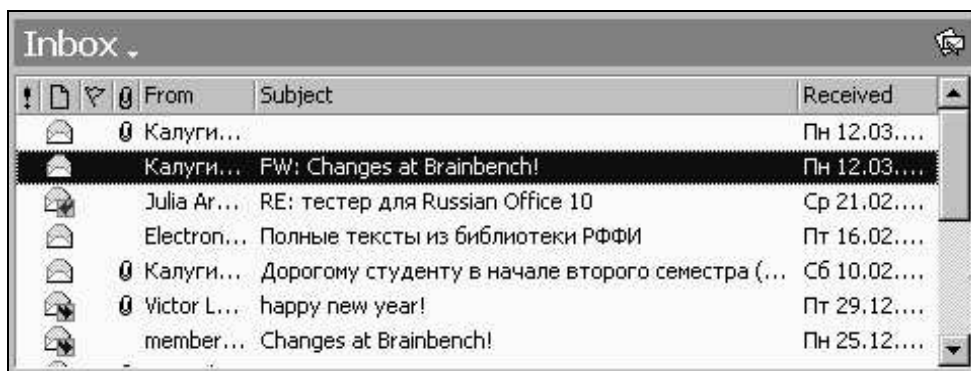 Inbox
! From Subject Received
Калуги... Пн 12.03....
Калуги... FW: Changes at Brainbench! Пн 12.03....
Julia Ar... RE: тестер для Russian Office 10 Ср 21.02....
Electron... Полные тексты из библиотеки РФФИ Пт 16.02....
Калуги... Дорогому студенту в начале второго семестра (... Сб 10.02....
Victor L... happy new year! Пт 29.12....
member... Changes at Brainbench! Пн 25.12....